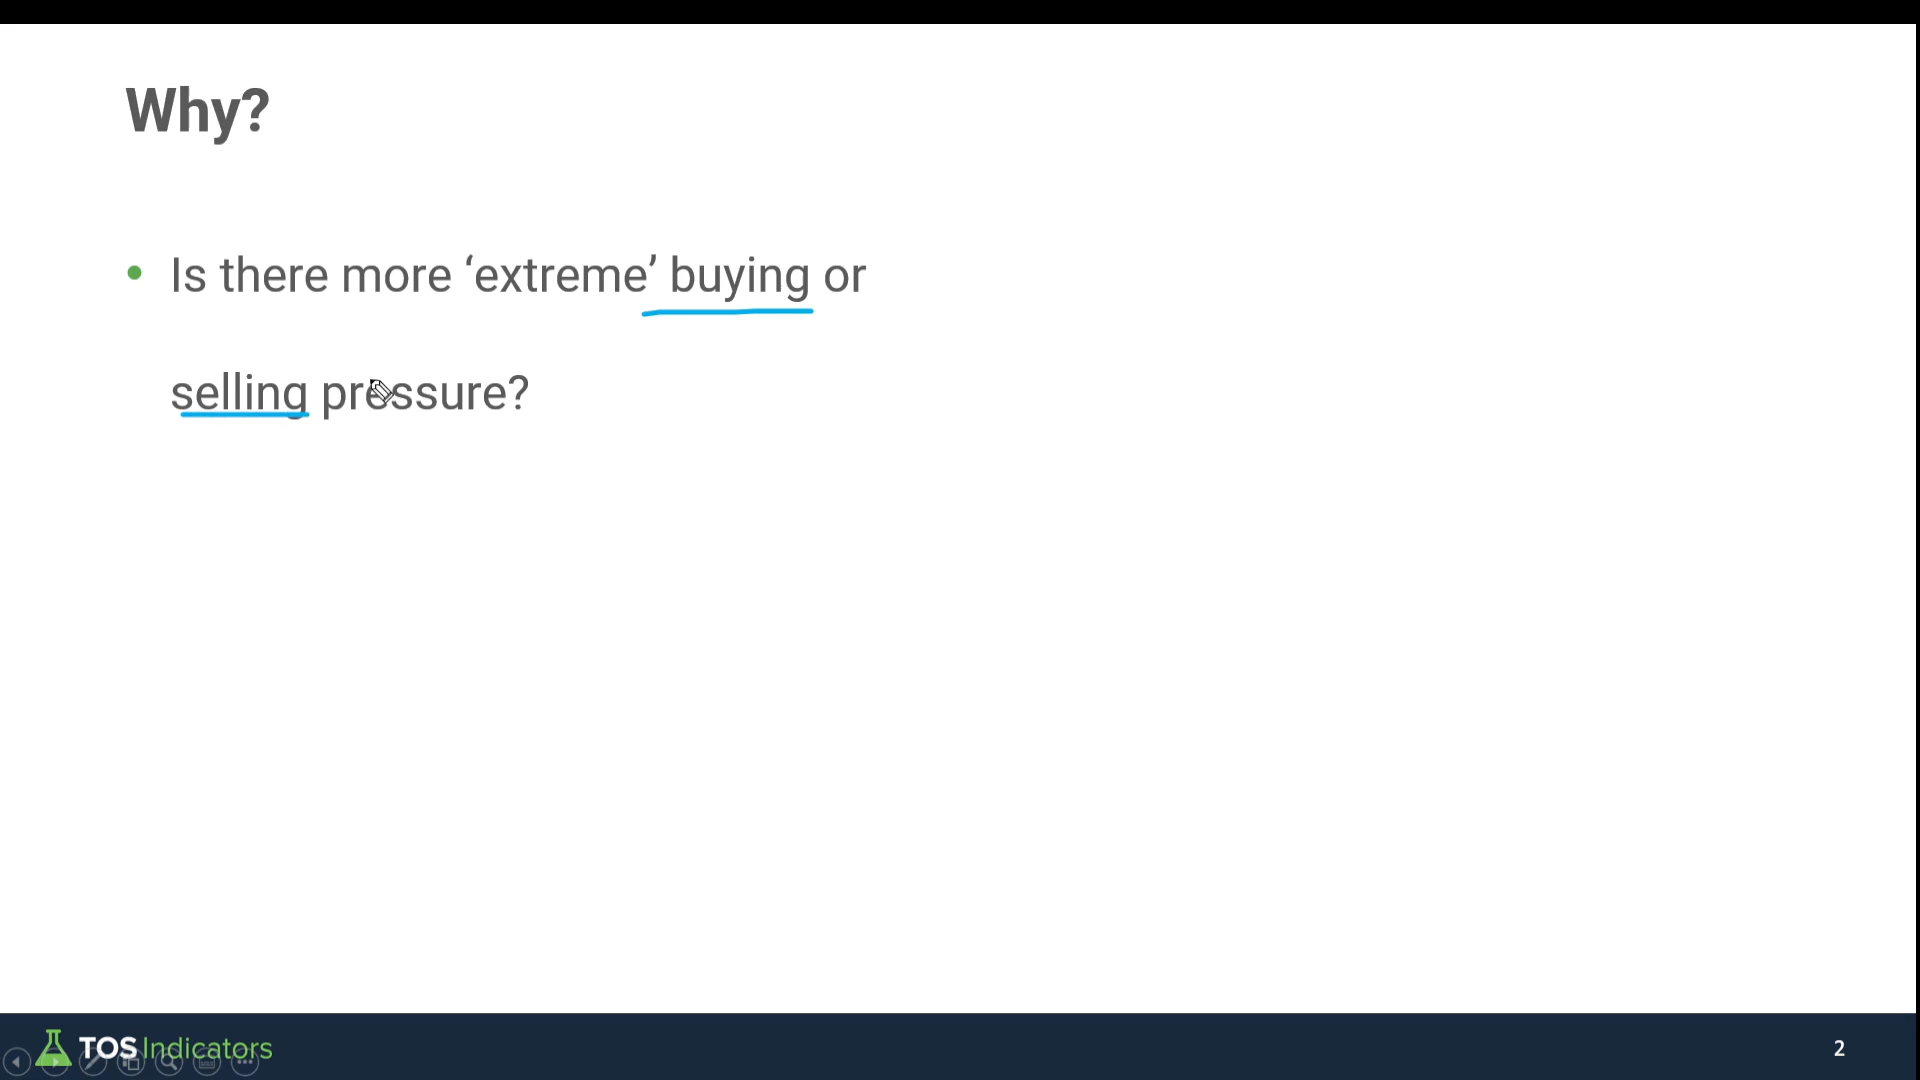 Why?
• Is there more ‘extreme’ buying or
selling pressure?
TOS Indicators
2